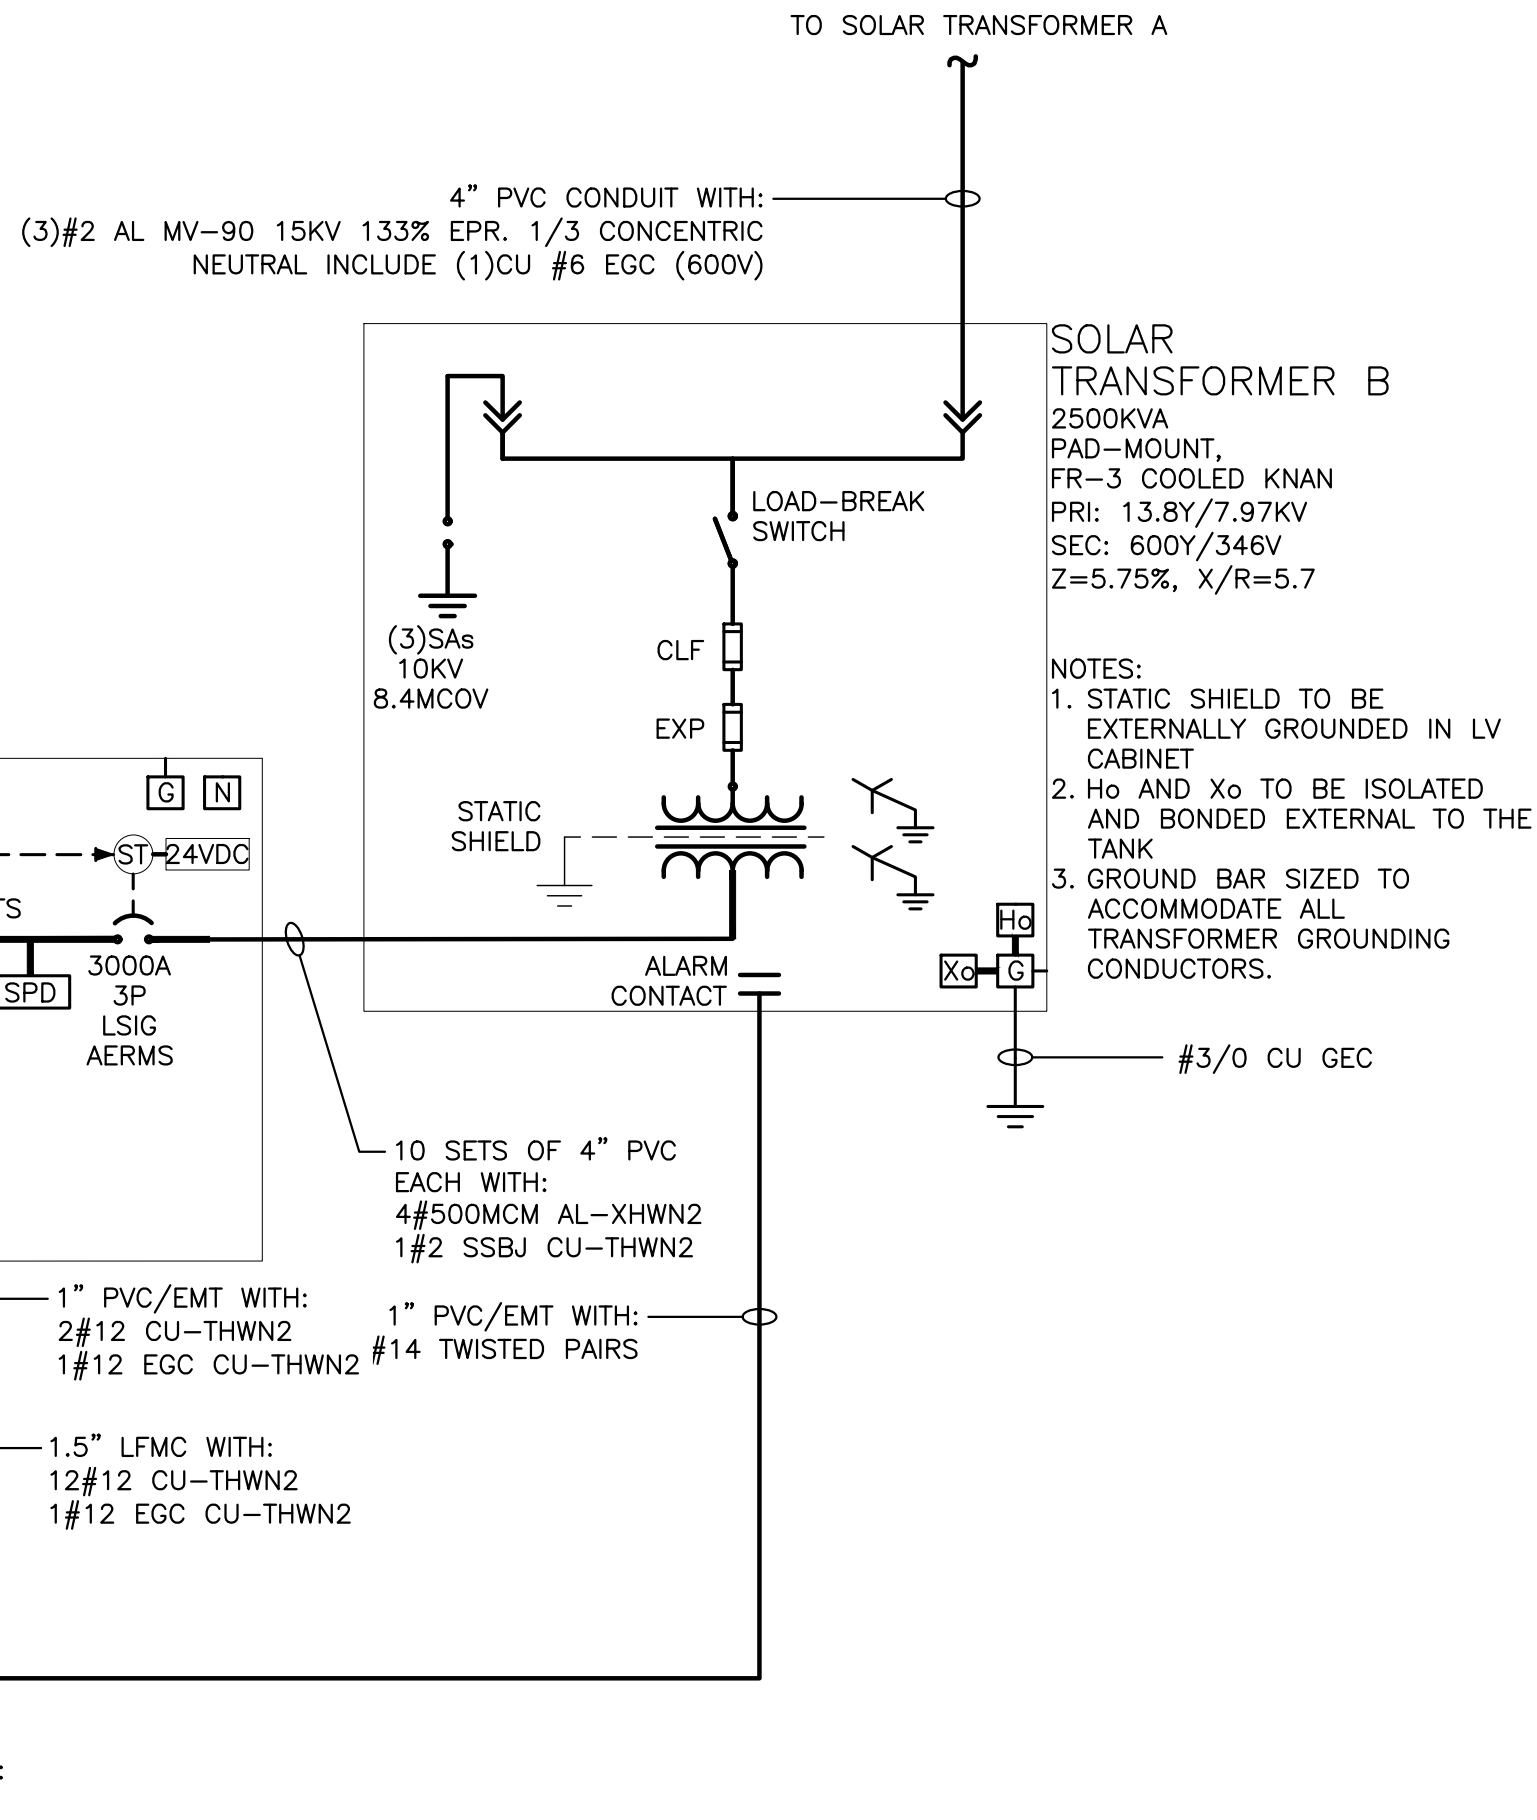 TO SOLAR TRANSFORMER A
4” PVC CONDUIT WITH:
(3)#2 AL MV-90 15KV 133% EPR. 1/3 CONCENTRIC
NEUTRAL INCLUDE (1)CU #6 EGC (600V)
SOLAR
TRANSFORMER B
2500KVA
PAD-MOUNT,
FR-3 COOLED KNAN
PRI: 13.8Y/7.97KV
SEC: 600Y/346V
Z=5.75%, X/R=5.7
LOAD-BREAK
SWITCH
(3)SAs
10KV
8.4MCOV
CLF
EXP
STATIC
SHIELD
NOTES:
1. STATIC SHIELD TO BE
EXTERNALLY GROUNDED IN LV
CABINET
2. Ho AND Xo TO BE ISOLATED
AND BONDED EXTERNAL TO THE
TANK
3. GROUND BAR SIZED TO
ACCOMMODATE ALL
TRANSFORMER GROUNDING
CONDUCTORS.
G N
ST 24VDC
TS
SPD
3000A
3P
LSIG
AERMS
ALARM
CONTACT
Ho
Xo G
#3/0 CU GEC
10 SETS OF 4” PVC
EACH WITH:
4#500MCM AL-XHWN2
1#2 SSBJ CU-THWN2
1” PVC/EMT WITH:
2#12 CU-THWN2
1#12 EGC CU-THWN2
1” PVC/EMT WITH:
#14 TWISTED PAIRS
1.5” LFMC WITH:
12#12 CU-THWN2
1#12 EGC CU-THWN2
: